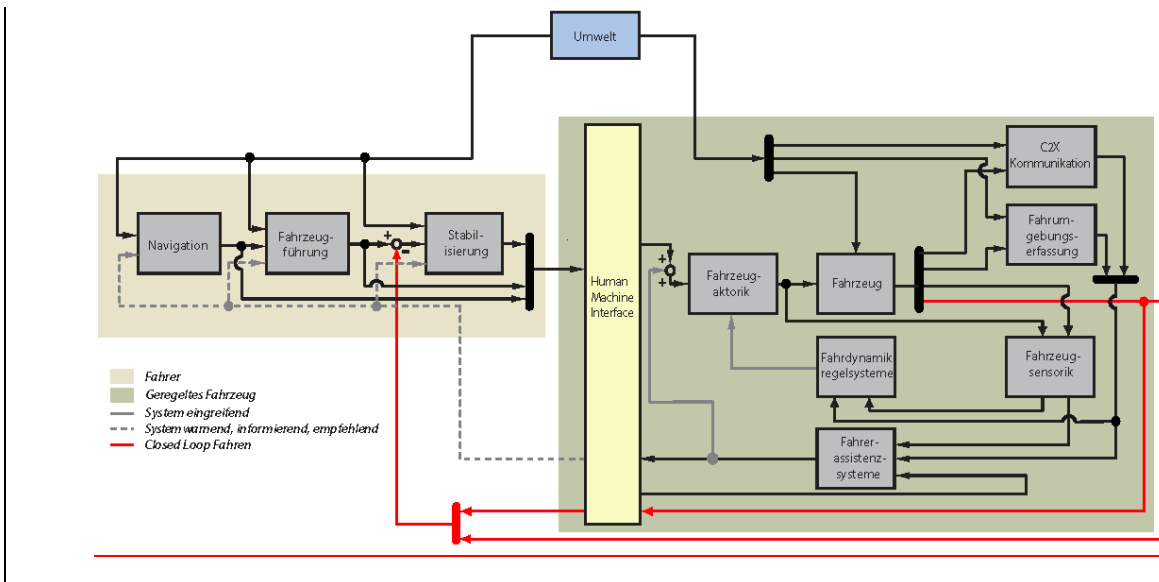 Umwelt
C2X
Kommunikation
Navigation
Fahrzeug-
führung
+
-
Stabil-
isierung
Fahrum-
gebungs-
erfassung
Human
Machine
Interface
+
+
Fahrzeug-
aktorik
Fahrzeug
Fahrdynamik
regelsysteme
Fahrzeug-
sensorik
Fahrer-
assistenz-
systeme
Fahrer
Geregeltes Fahrzeug
System eingreifend
System warnend, informierend, empfehlend
Closed Loop Fahren